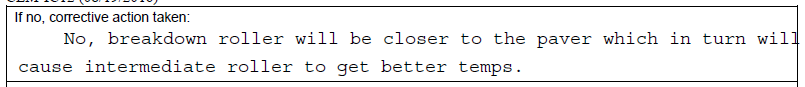 If no, corrective action taken:
No, breakdown roller will be closer to the paver which in turn will
cause intermediate roller to get better temps.